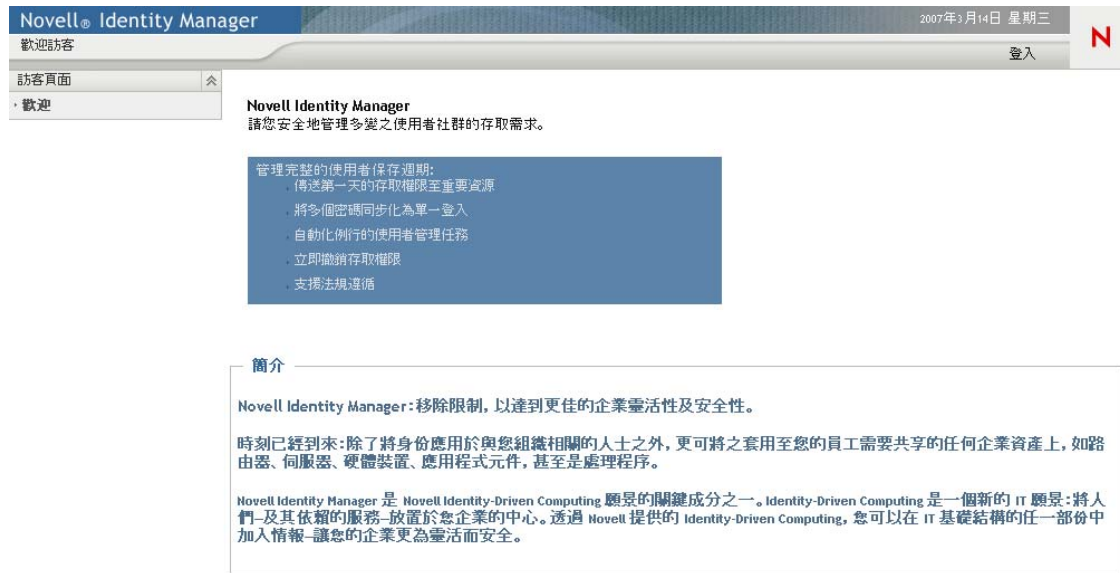 Novell® Identity Manager
2007年3月14日 星期三
N
歡迎訪客
登入
訪客頁面
歡迎
Novell Identity Manager
請您安全地管理多變之使用者社群的存取需求。
管理完整的使用者保存週期:
傳送第一天的存取權限至重要資源
將多個密碼同步化為單一登入
自動化例行的使用者管理任務
立即撤銷存取權限
支援法規遵循
簡介
Novell Identity Manager:移除限制, 以達到更佳的企業靈活性及安全性。
時刻已經到來:除了將身份應用於與您組織相關的人士之外, 更可將之套用至您的員工需要共享的任何企業資產上, 如路
由器、伺服器、硬體裝置、應用程式元件, 甚至是處理程序。
Novell Identity Manager 是 Novell Identity-Driven Computing 願景的關鍵成分之一。Identity-Driven Computing 是一個新的 IT 願景:將人
們–及其依賴的服務–放置於您企業的中心。透過 Novell 提供的 Identity-Driven Computing, 您可以在 IT 基礎結構的任一部份中
加入情報–讓您的企業更為靈活而安全。